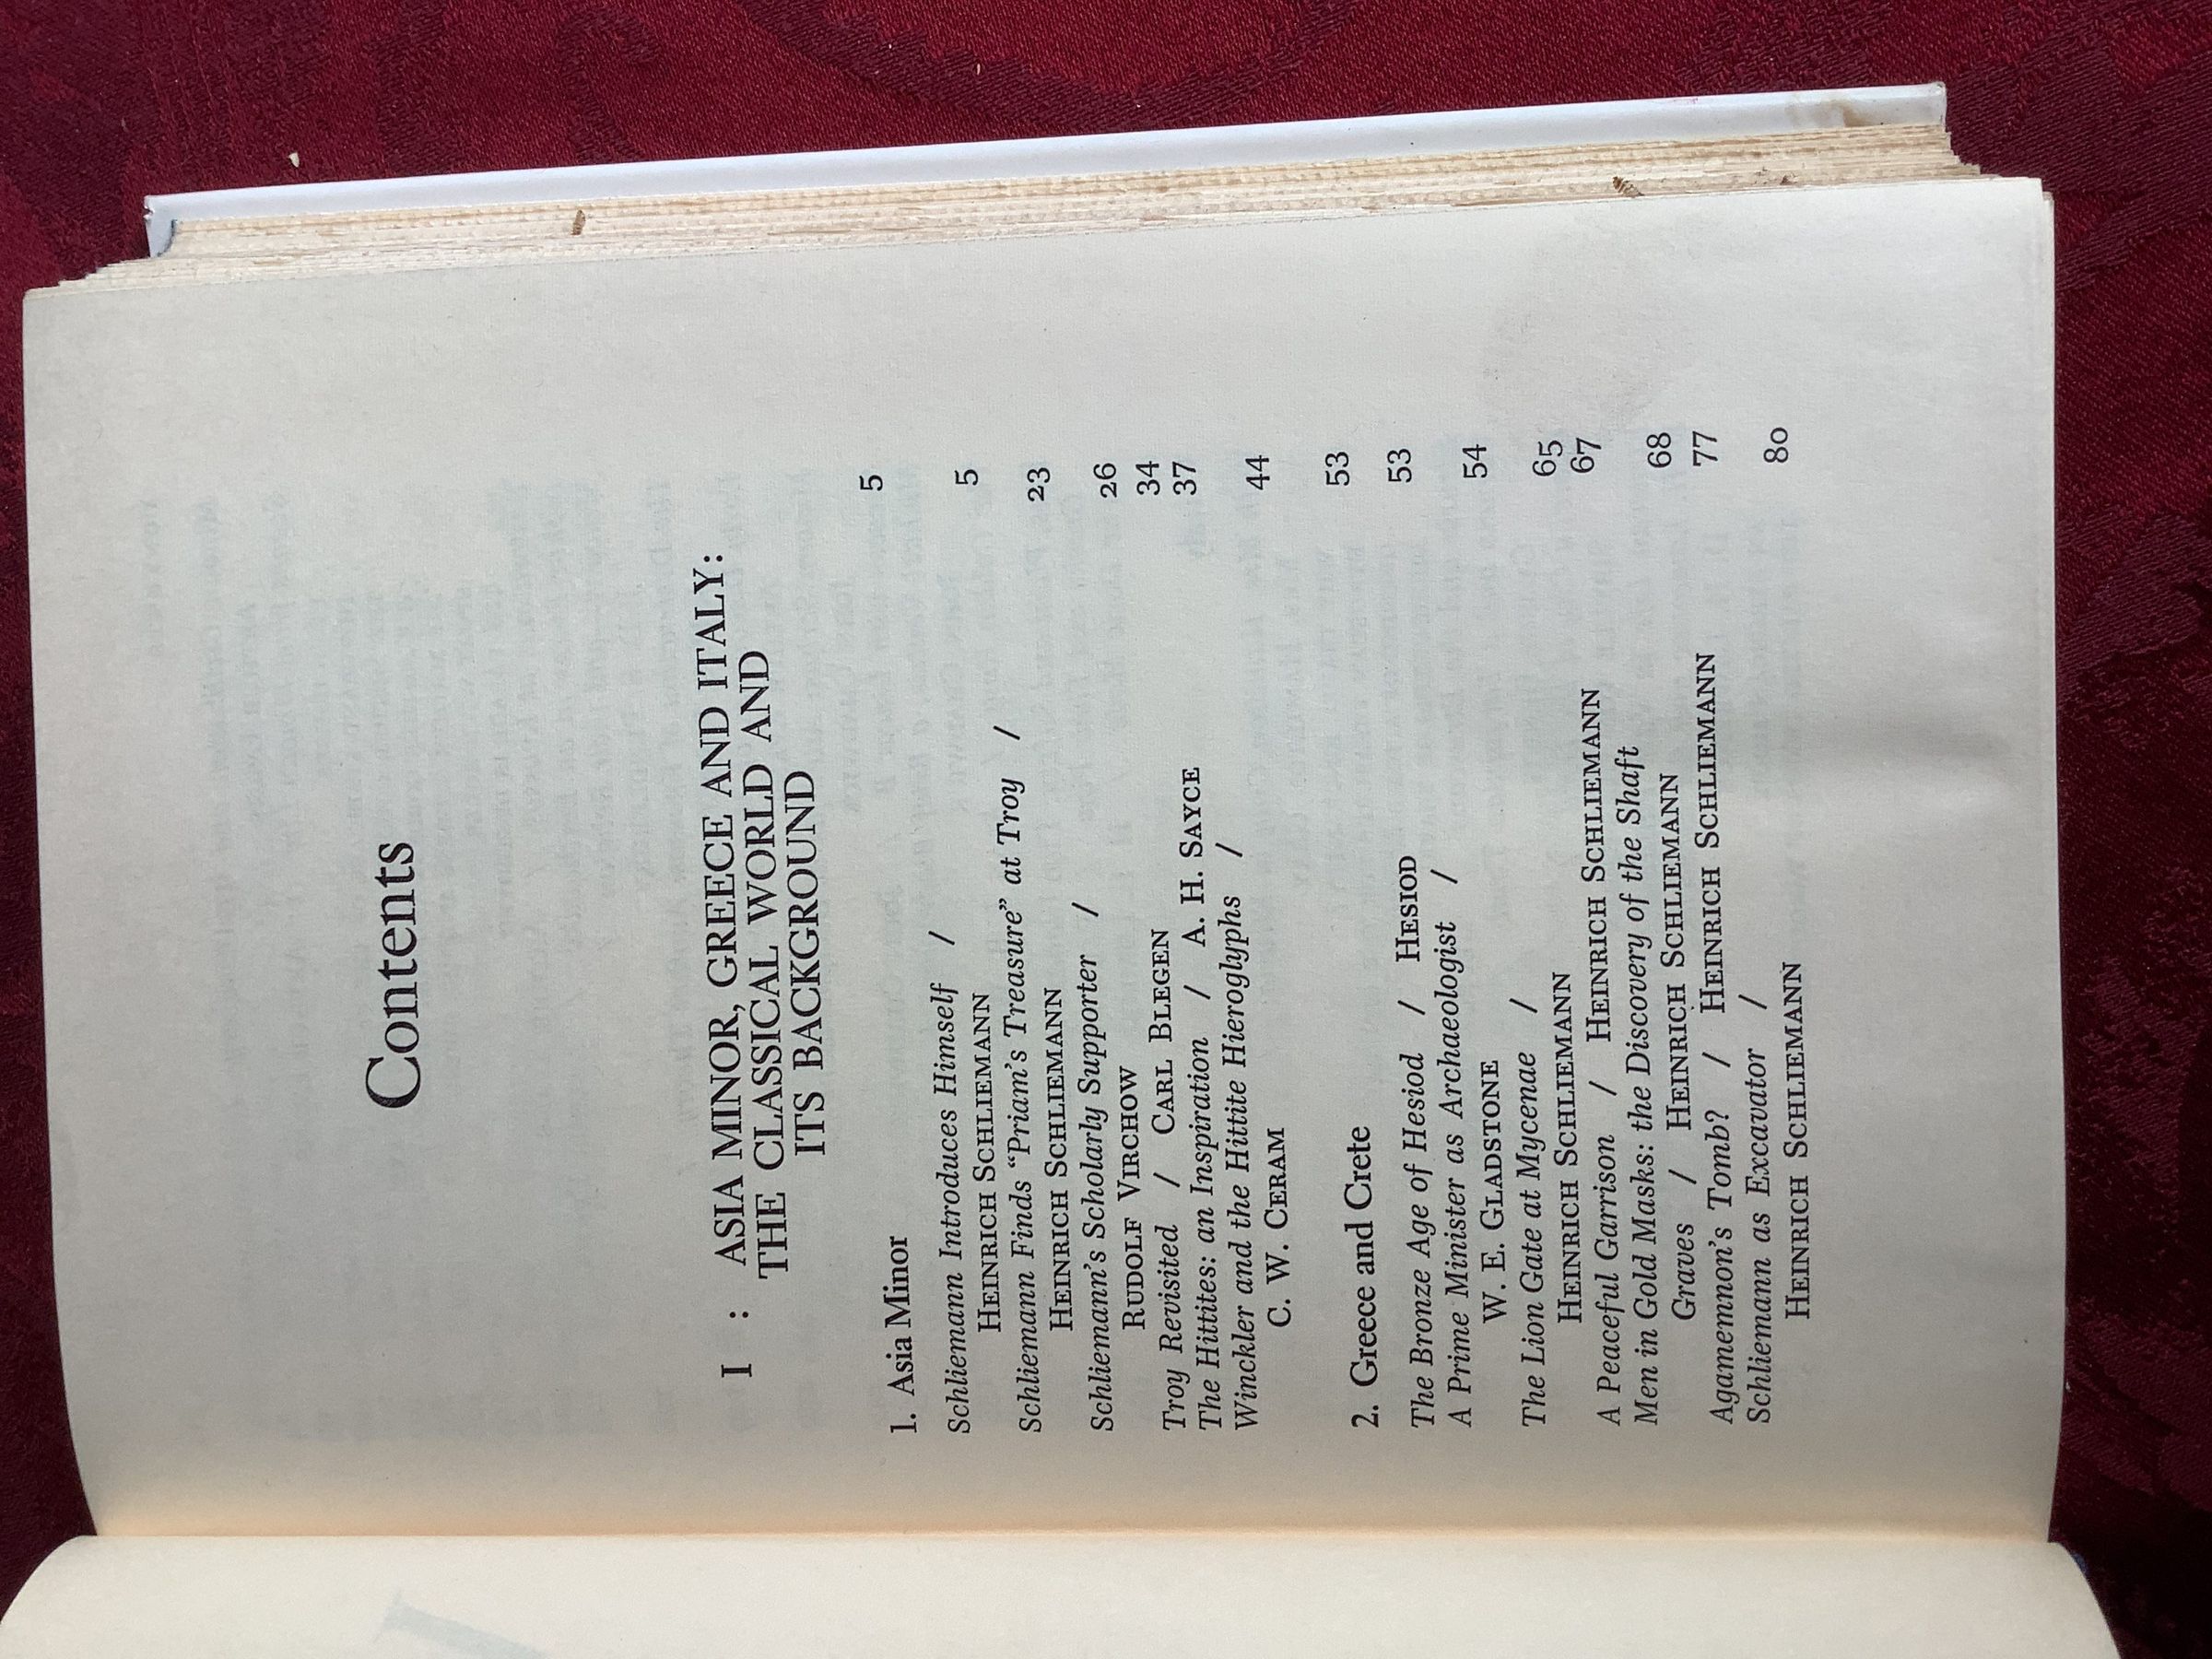 Contents
I : ASIA MINOR, GREECE AND ITALY:
THE CLASSICAL WORLD AND
ITS BACKGROUND
1. Asia Minor 5
Schliemann Introduces Himself /
HEINRICH SCHLIEMANN 5
Schliemann Finds “Priam's Treasure” at Troy /
HEINRICH SCHLIEMANN 23
Schliemann's Scholarly Supporter /
RUDOLF VIRCHOW 26
Troy Revisited / CARL BLEGEN 34
The Hittites: an Inspiration / A. H. SAYCE 37
Winckler and the Hittite Hieroglyphs /
C. W. CERAM 44
2. Greece and Crete 53
The Bronze Age of Hesiod / HESIOD 53
A Prime Minister as Archaeologist /
W. E. GLADSTONE 54
The Lion Gate at Mycenae /
HEINRICH SCHLIEMANN 65
A Peaceful Garrison / HEINRICH SCHLIEMANN 67
Men in Gold Masks: the Discovery of the Shaft
Graves / HEINRICH SCHLIEMANN 68
Agamemnon's Tomb? / HEINRICH SCHLIEMANN 77
Schliemann as Excavator /
HEINRICH SCHLIEMANN 80